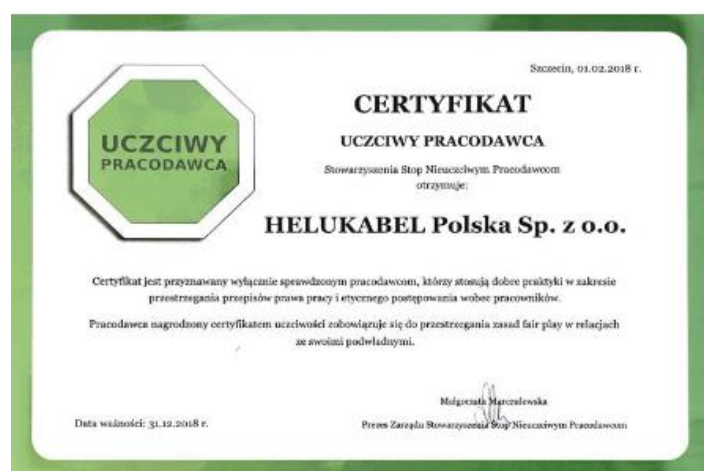 Szczecin, 01.02.2018 r.
UCZCIWY
PRACODAWCA
CERTYFIKAT
UCZCIWY PRACODAWCA
Stowarzyszenia Stop Nieuczciwym Pracodawcom
otrzymuje:
HELUKABEL Polska Sp. z o.o.
Certyfikat jest przyznawany wyłącznie sprawdzonym pracodawcom, którzy stosują dobre praktyki w zakresie
przestrzegania przepisów prawa pracy i etycznego postępowania wobec pracowników.
Pracodawca nagrodzony certyfikatem uczciwości zobowiązuje się do przestrzegania zasad fair play w relacjach
ze swoimi podwładnymi.
Małgorzata Marczulewska
Data ważności: 31.12.2018 r.
Prezes Zarządu Stowarzyszenia Stop Nieuczciwym Pracodawcom